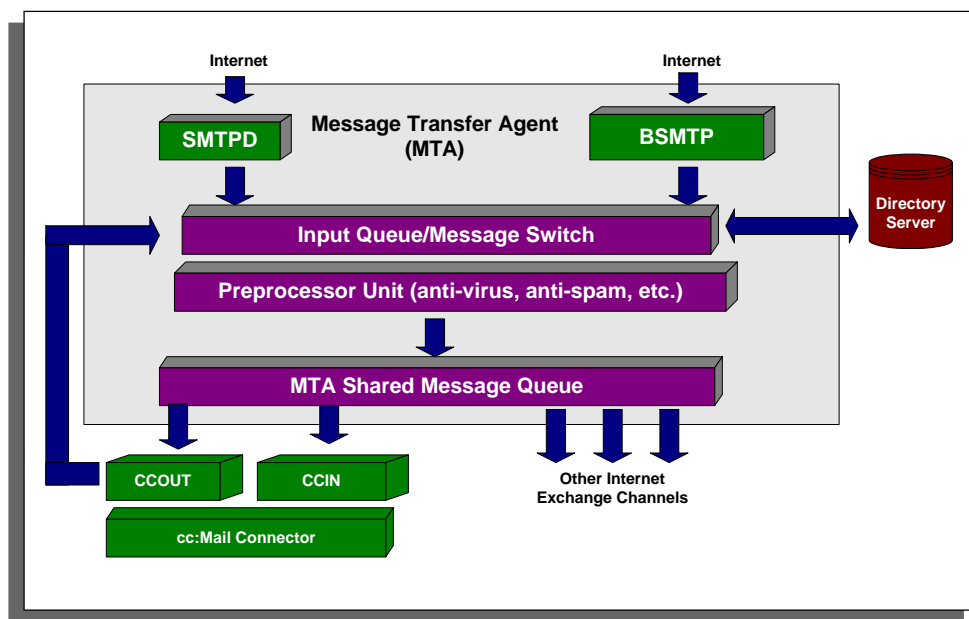 Internet
Internet
SMTPD
Message Transfer Agent
(MTA)
BSMTP
Directory
Server
Input Queue/Message Switch
Preprocessor Unit (anti-virus, anti-spam, etc.)
MTA Shared Message Queue
CCOUT
CCIN
Other Internet
Exchange Channels
cc:Mail Connector